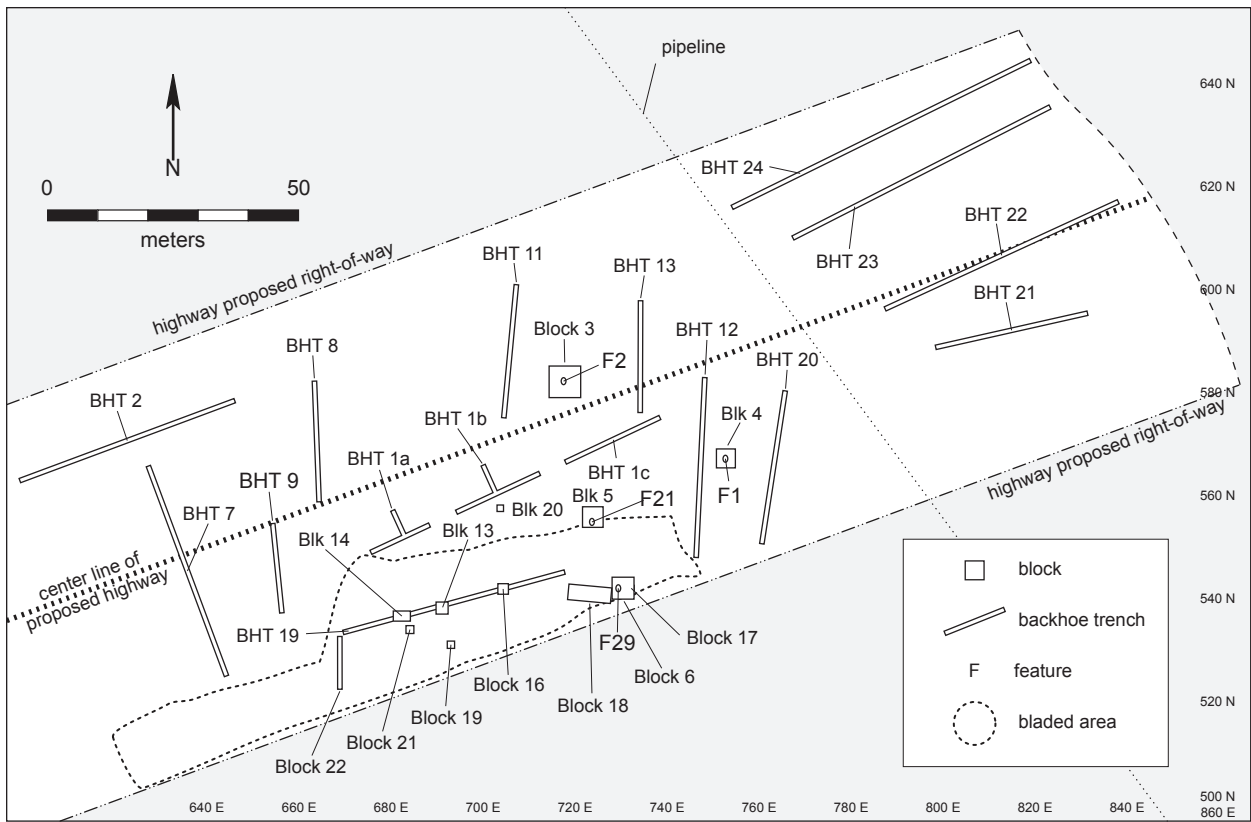 pipeline
640 N
BHT 24
N
0
50
620 N
BHT 22
meters
BHT 11
BHT 13
BHT 23
highway proposed right-of-way
600 N
BHT 21
Block 3
BHT 12
BHT 8
F2
BHT 20
580 N
BHT 2
Blk 4
BHT 1b
highway proposed right-of-way
BHT 1a
BHT 1c
BHT 9
F1
Blk 5
F21
560 N
Blk 20
BHT 7
Blk 13
Blk 14
center line of
proposed highway
block
540 N
BHT 19
backhoe trench
F29
Block 17
F feature
Block 6
Block 16
Block 18
520 N
Block 19
bladed area
Block 21
Block 22
500 N
640 E
660 E
680 E
700 E
720 E
740 E
760 E
780 E
800 E
820 E
840 E
860 E